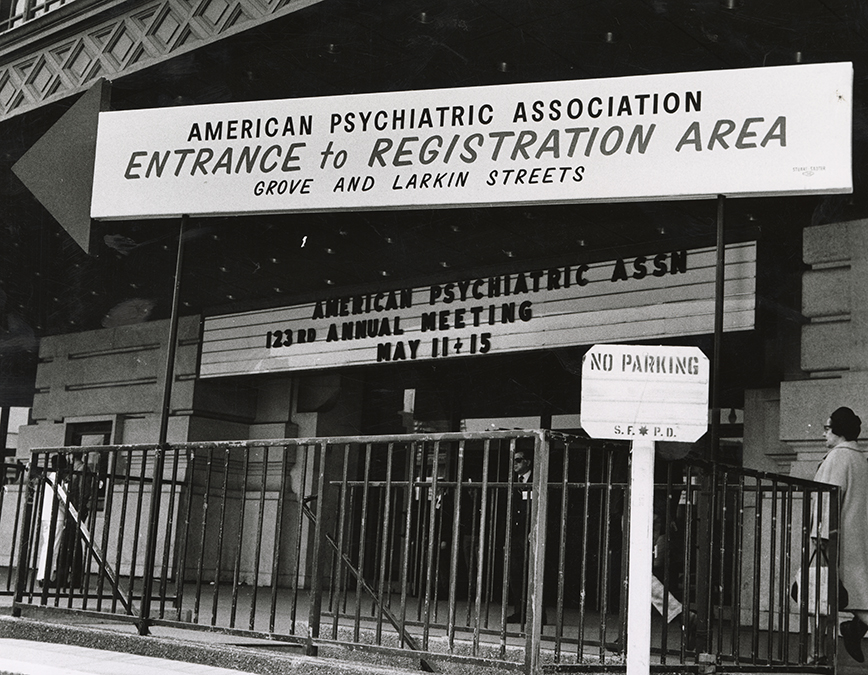 AMERICAN PSYCHIATRIC ASSOCIATION
ENTRANCE to REGISTRATION AREA
GROVE AND LARKIN STREETS
AMERICAN PSYCHIATRIC ASSN
123RD ANNUAL MEETING
MAY 11 + 15
NO PARKING
S.F.✷P.D.